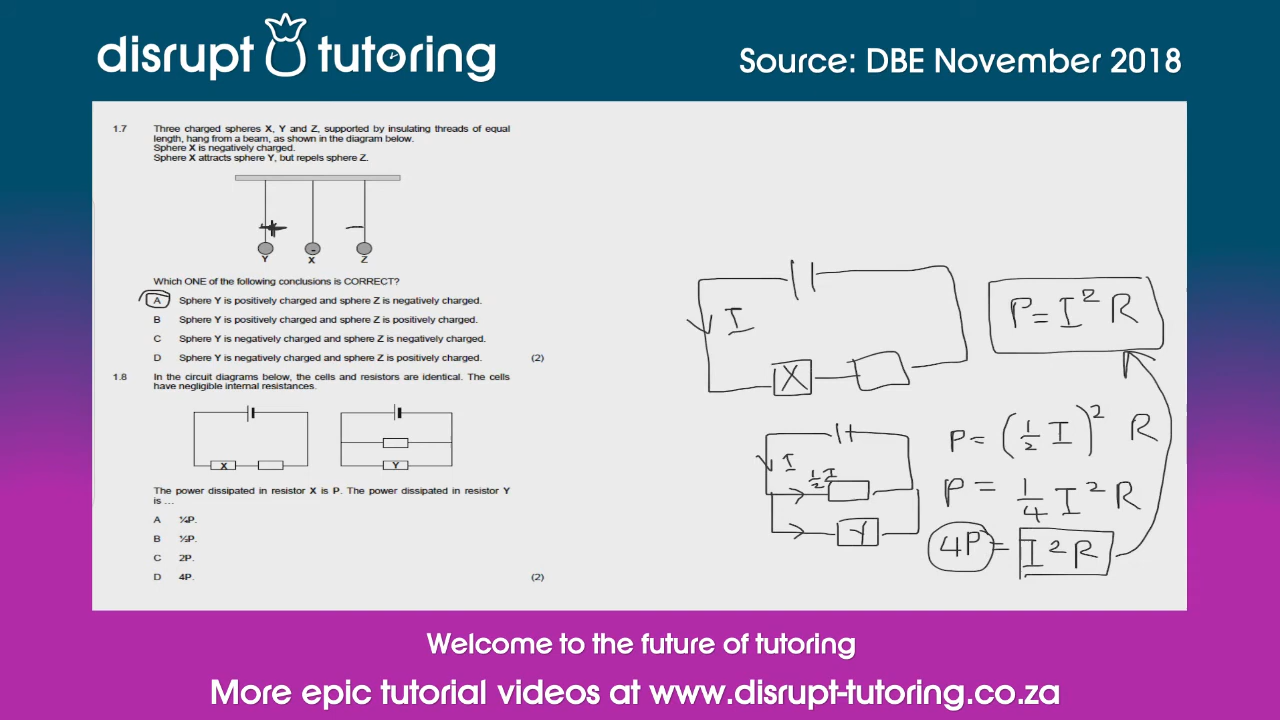 disrupt tutoring
Source: DBE November 2018
1.7 Three charged spheres X, Y and Z, supported by insulating threads of equal
length, hang from a beam, as shown in the diagram below.
Sphere X is negatively charged.
Sphere X attracts sphere Y, but repels sphere Z.
+ −
-
Y X Z
Which ONE of the following conclusions is CORRECT?
A Sphere Y is positively charged and sphere Z is negatively charged.
B Sphere Y is positively charged and sphere Z is positively charged.
C Sphere Y is negatively charged and sphere Z is negatively charged.
D Sphere Y is negatively charged and sphere Z is positively charged. (2)
1.8 In the circuit diagrams below, the cells and resistors are identical. The cells
have negligible internal resistances.
X Y
The power dissipated in resistor X is P. The power dissipated in resistor Y
is ...
A ¼P.
B ½P.
C 2P.
D 4P. (2)
I
X
P = I² R
I
½ I
Y
P = (½ I)² R
P = ¼ I² R
4P = I² R
Welcome to the future of tutoring
More epic tutorial videos at www.disrupt-tutoring.co.za